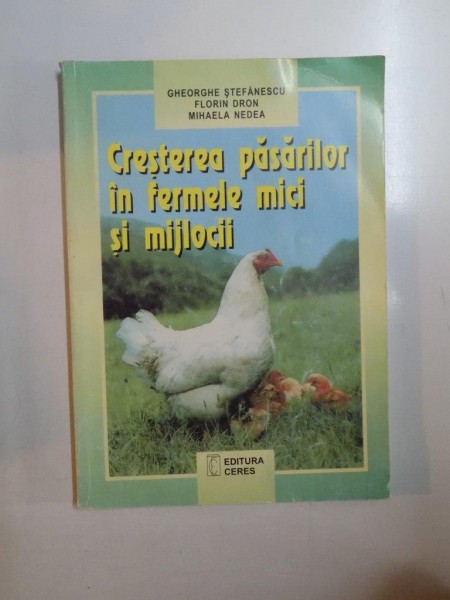 GHEORGHE ŞTEFĂNESCU
FLORIN DRON
MIHAELA NEDEA
Creşterea păsărilor
în fermele mici
şi mijlocii
EDITURA
CERES